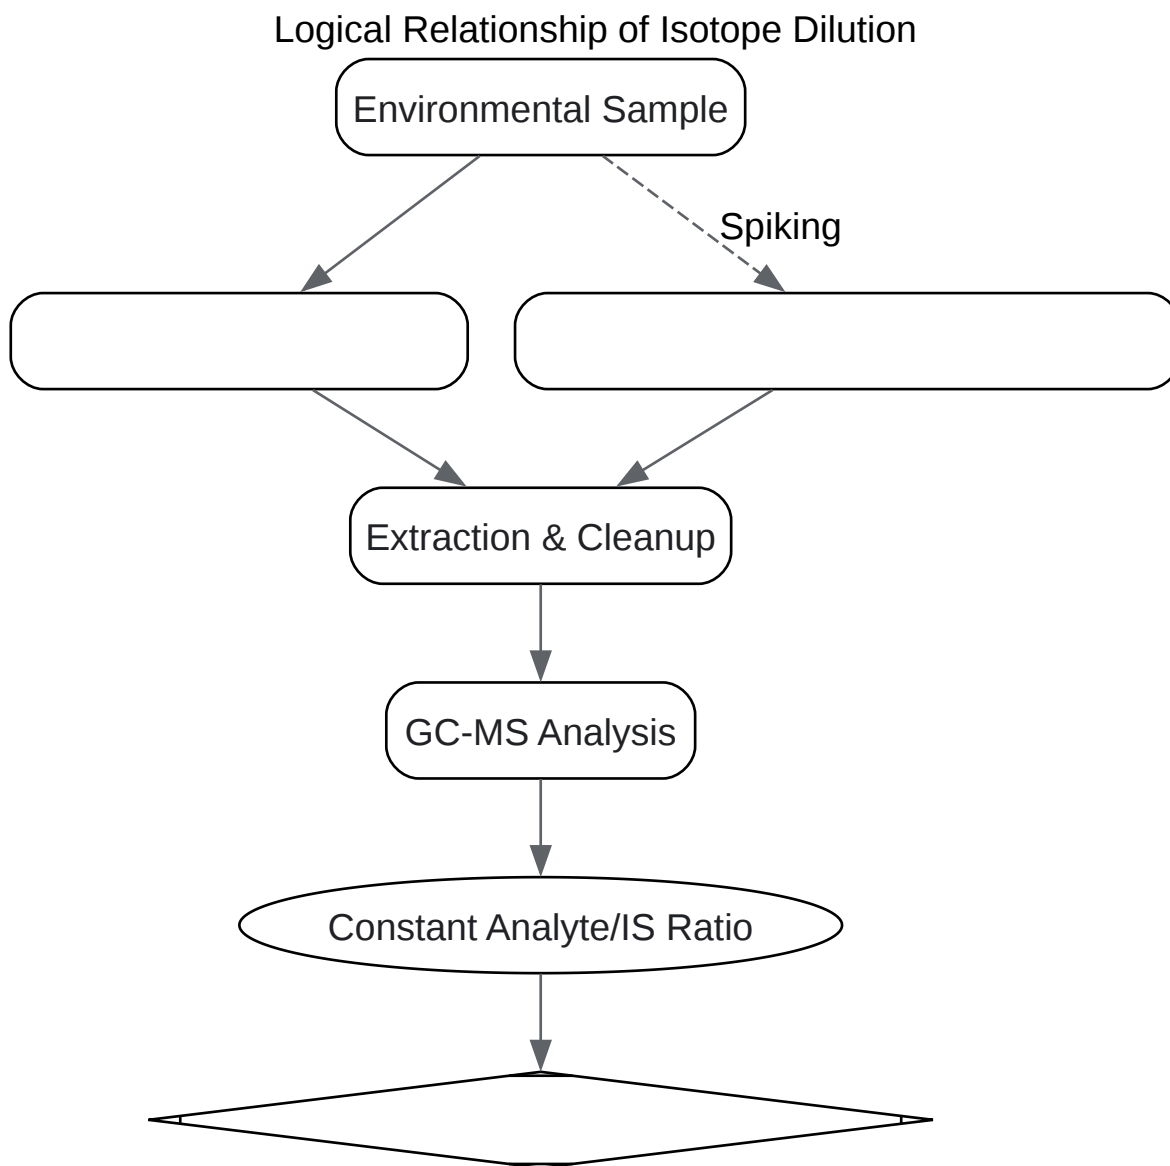 Logical Relationship of Isotope Dilution
Environmental Sample
Spiking
Extraction & Cleanup
GC-MS Analysis
Constant Analyte/IS Ratio